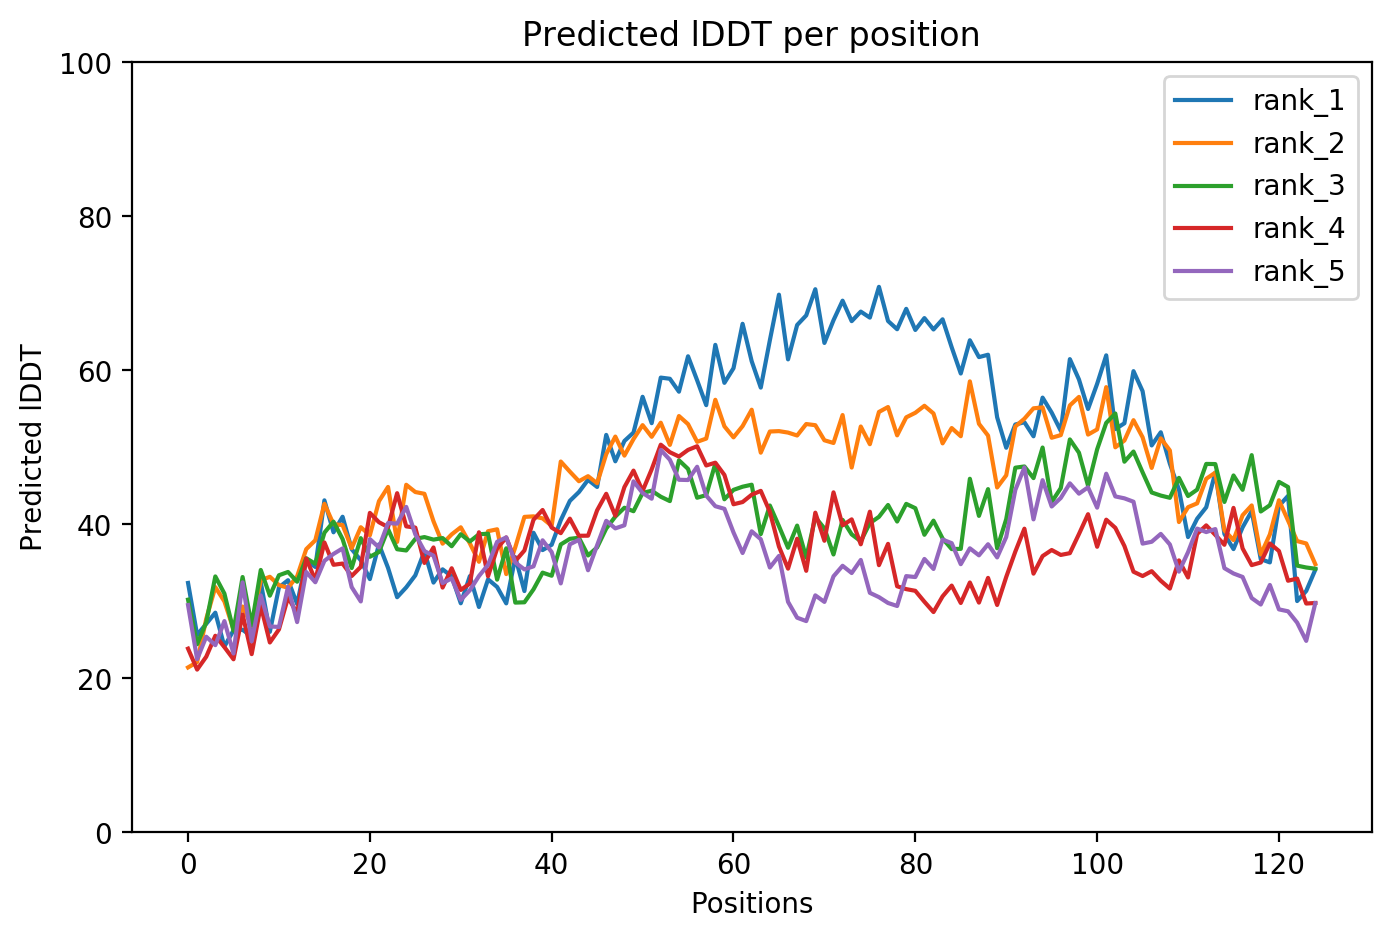 Predicted lDDT per position
100
80
60
40
20
0
Predicted lDDT
0 20 40 60 80 100 120
Positions
rank_1
rank_2
rank_3
rank_4
rank_5